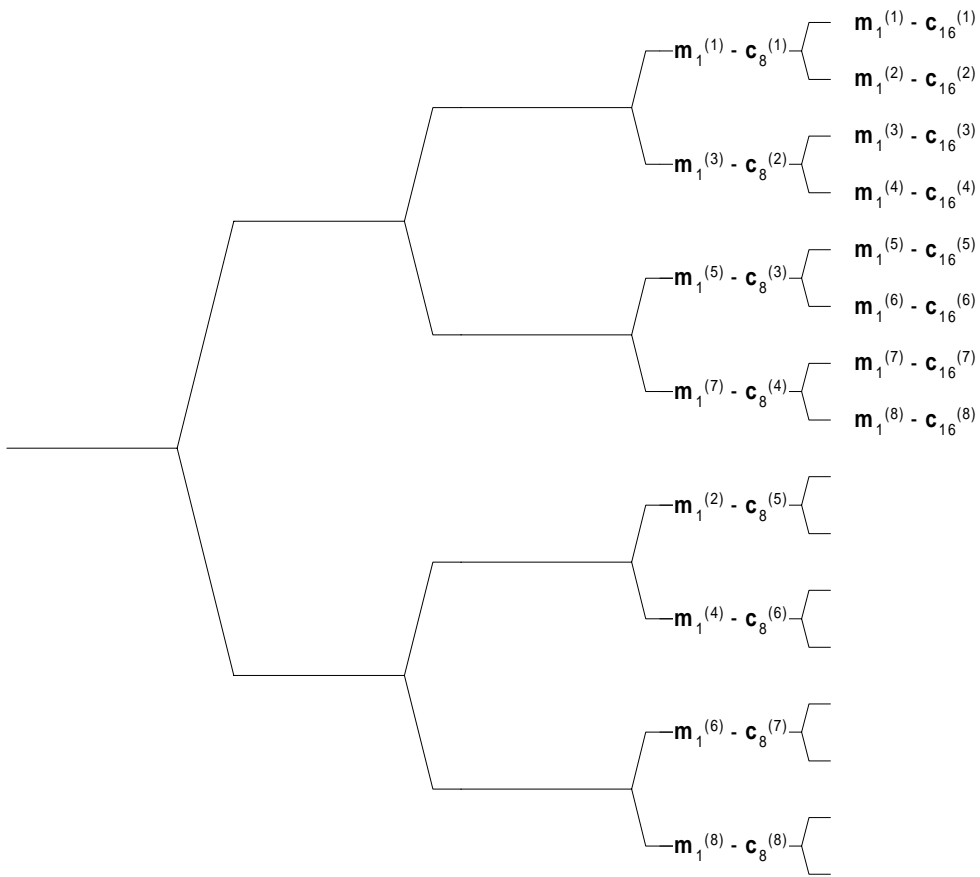 m₁⁽¹⁾ - c₁₆⁽¹⁾
m₁⁽¹⁾ - c₈⁽¹⁾
m₁⁽²⁾ - c₁₆⁽²⁾
m₁⁽³⁾ - c₁₆⁽³⁾
m₁⁽³⁾ - c₈⁽²⁾
m₁⁽⁴⁾ - c₁₆⁽⁴⁾
m₁⁽⁵⁾ - c₁₆⁽⁵⁾
m₁⁽⁵⁾ - c₈⁽³⁾
m₁⁽⁶⁾ - c₁₆⁽⁶⁾
m₁⁽⁷⁾ - c₁₆⁽⁷⁾
m₁⁽⁷⁾ - c₈⁽⁴⁾
m₁⁽⁸⁾ - c₁₆⁽⁸⁾
m₁⁽²⁾ - c₈⁽⁵⁾
m₁⁽⁴⁾ - c₈⁽⁶⁾
m₁⁽⁶⁾ - c₈⁽⁷⁾
m₁⁽⁸⁾ - c₈⁽⁸⁾